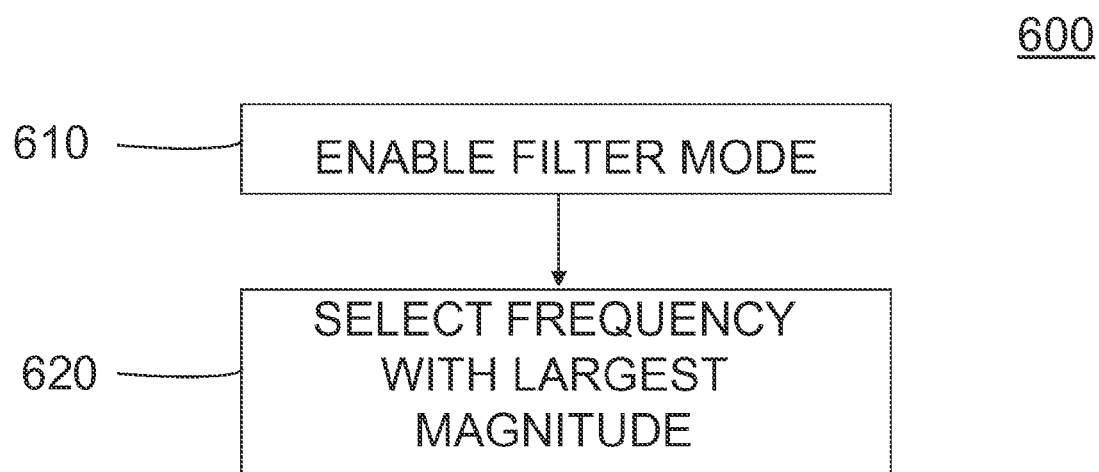 600
610
ENABLE FILTER MODE
620
SELECT FREQUENCY
WITH LARGEST
MAGNITUDE